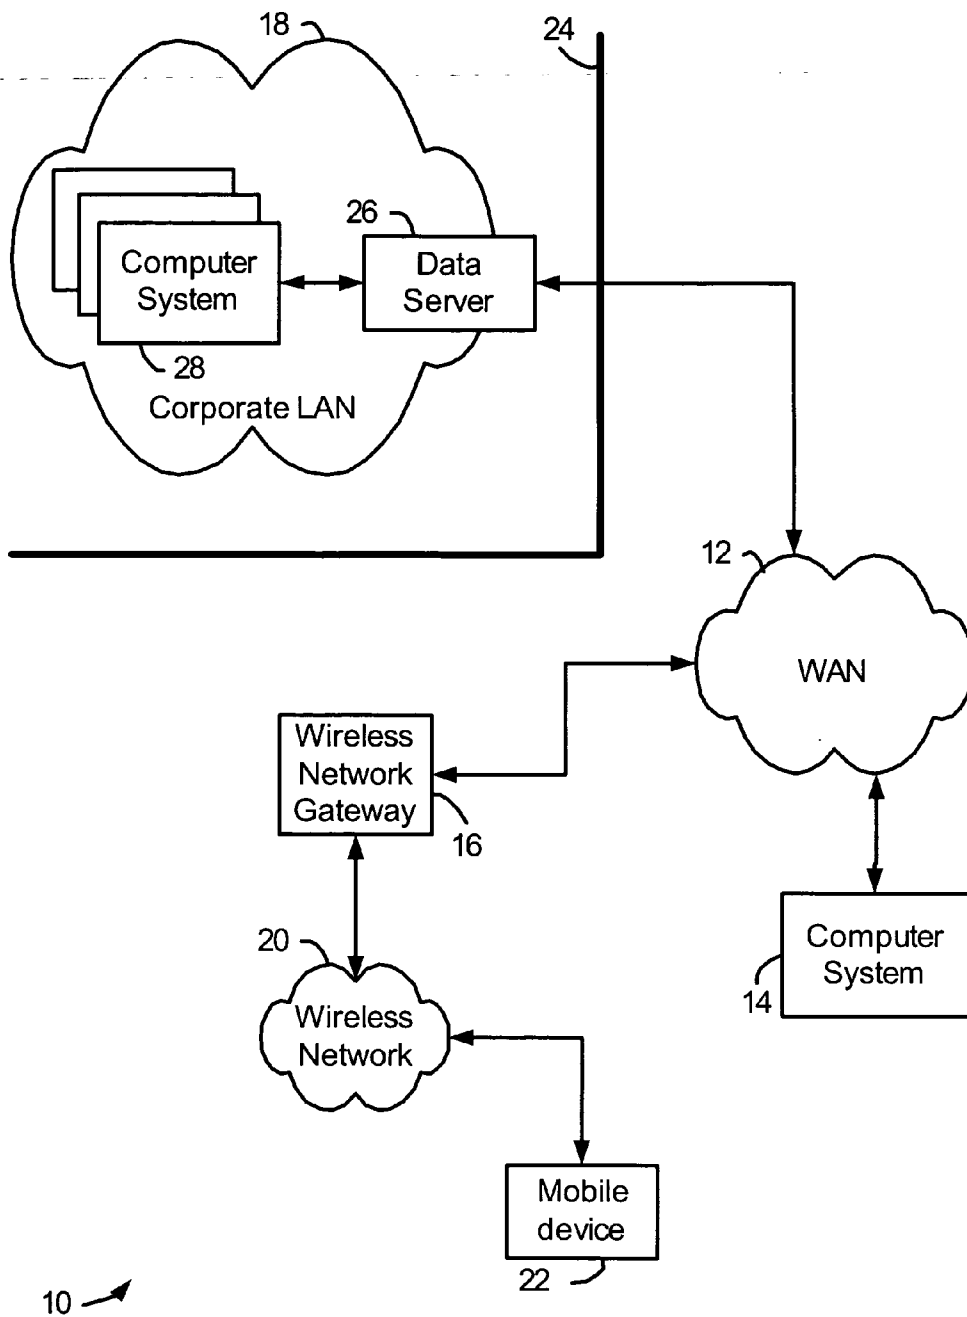 18
24
26
Computer
System
Data
Server
28
Corporate LAN
12
WAN
Wireless
Network
Gateway
16
20
Wireless
Network
Computer
System
14
Mobile
device
22
10